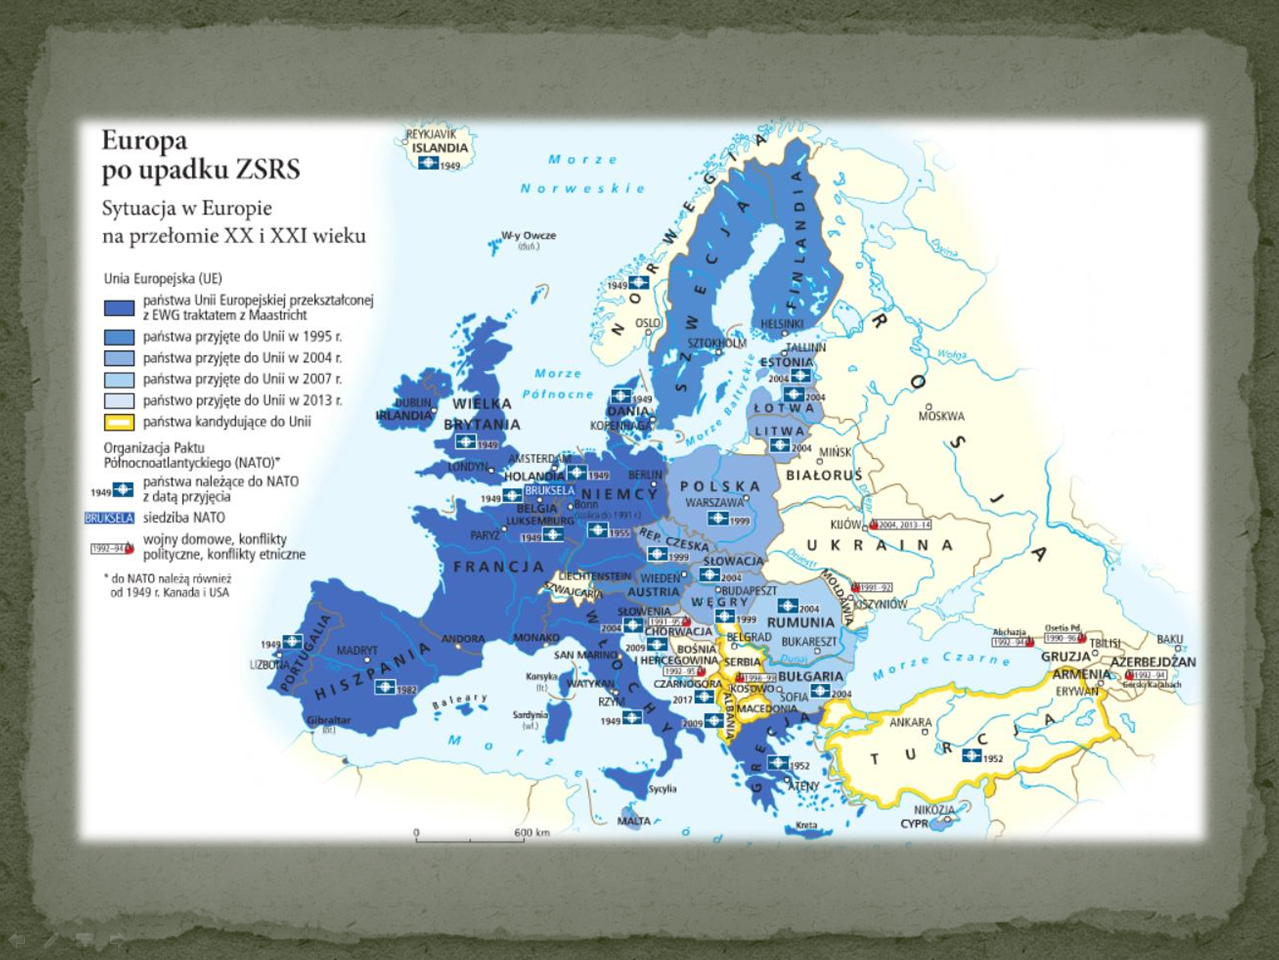 Europa
po upadku ZSRS
Sytuacja w Europie
na przełomie XX i XXI wieku
Unia Europejska (UE)
państwa Unii Europejskiej przekształconej
z EWG traktatem z Maastricht
państwa przyjęte do Unii w 1995 r.
państwa przyjęte do Unii w 2004 r.
państwa przyjęte do Unii w 2007 r.
państwo przyjęte do Unii w 2013 r.
państwa kandydujące do Unii
Organizacja Paktu
Północnoatlantyckiego (NATO)*
1949 państwa należące do NATO
z datą przyjęcia
BRUKSELA siedziba NATO
1992–94 wojny domowe, konflikty
polityczne, konflikty etniczne
* do NATO należą również
od 1949 r. Kanada i USA
REYKJAVIK
ISLANDIA
1949
Morze
Norweskie
W-y Owcze
(duń.)
NORWEGIA
1949
OSLO
SZWECJA
SZTOKHOLM
FINLANDIA
HELSINKI
TALLINN
ESTONIA
2004
2004
ŁOTWA
LITWA
2004
Morze Bałtyckie
Morze
Północne
DUBLIN
IRLANDIA
WIELKA
BRYTANIA
1949
LONDYN
1949
DANIA
KOPENHAGA
AMSTERDAM
HOLANDIA
1949
1949
BRUKSELA
BELGIA
LUKSEMBURG
1949
BERLIN
NIEMCY
Bonn
(stolica do 1991 r.)
1955
PARYŻ
FRANCJA
POLSKA
WARSZAWA
1999
REP. CZESKA
1999
SŁOWACJA
2004
WIEDEŃ
AUSTRIA
BUDAPESZT
WĘGRY
1999
LIECHTENSTEIN
SZWAJCARIA
MIŃSK
BIAŁORUŚ
ROSJA
MOSKWA
Dźwina
Wołga
Dniepr
KIJÓW
2004, 2013–14
UKRAINA
Dniestr
MOŁDAWIA
1991–92
KISZYNIÓW
2004
RUMUNIA
BUKARESZT
Dunaj
BUŁGARIA
SOFIA
2004
SŁOWENIA
2004
1991–95
CHORWACJA
2009
BOŚNIA
I HERCEGOWINA
1992–95
BELGRAD
SERBIA
1998–99
KOSOWO
CZARNOGÓRA
2017
MACEDONIA
ALBANIA
2009
GRECJA
1952
ATENY
Kreta
WŁOCHY
MONAKO
SAN MARINO
WATYKAN
RZYM
1949
Korsyka
(fr.)
Sardynia
(wł.)
Sycylia
MALTA
ANDORA
MADRYT
HISZPANIA
1982
PORTUGALIA
1949
LIZBONA
Gibraltar
(br.)
Baleary
Morze
Morze Czarne
Abchazja
1992–94
Osetia Pd.
1990–96
TBILISI
GRUZJA
BAKU
AZERBEJDŻAN
ARMENIA
ERYWAN
1992–94
Górski Karabach
ANKARA
TURCJA
1952
NIKOZJA
CYPR
0 600 km